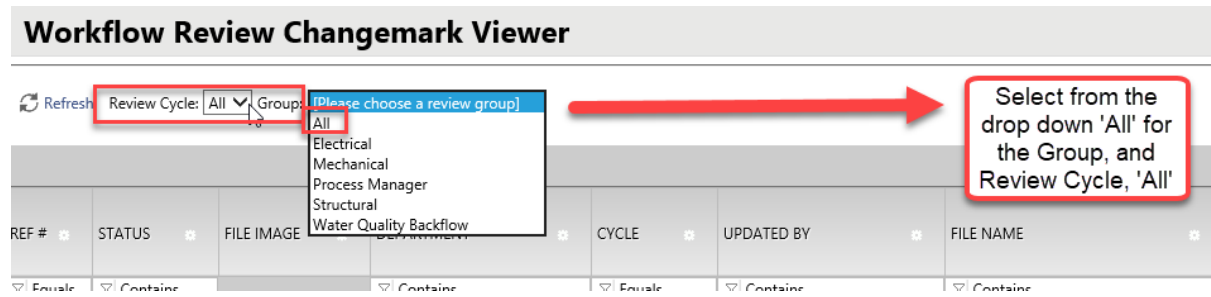 Workflow Review Changemark Viewer
Refresh Review Cycle: All Group: [Please choose a review group]
All
Electrical
Mechanical
Process Manager
Structural
Water Quality Backflow
Select from the
drop down 'All' for
the Group, and
Review Cycle, 'All'
REF # STATUS FILE IMAGE DEPARTMENT CYCLE UPDATED BY FILE NAME
Equals Contains Contains Equals Contains Contains